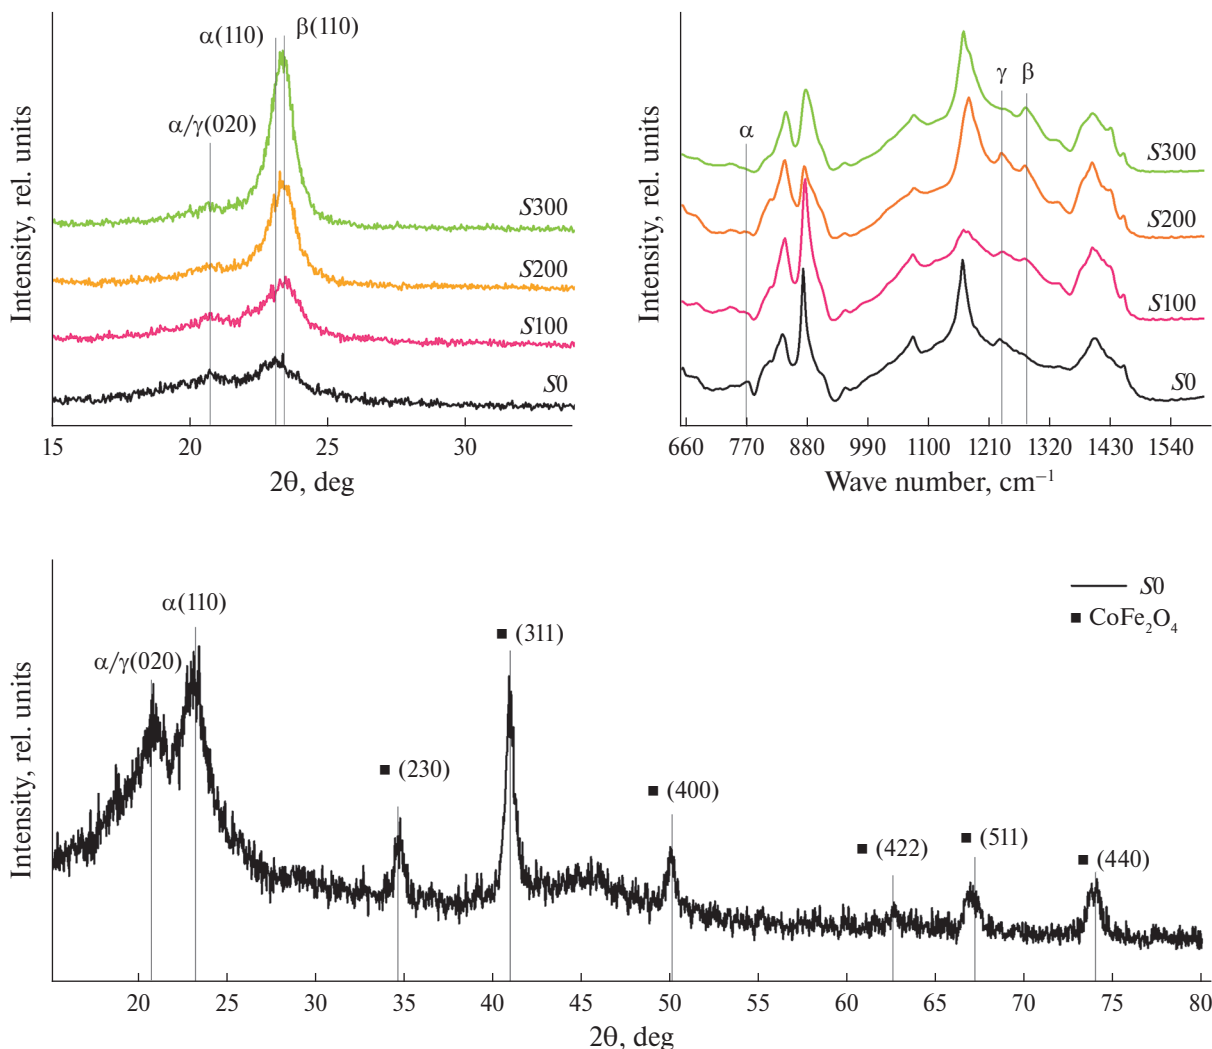 Intensity, rel. units
α(110)
β(110)
α/γ(020)
S300
S200
S100
S0
15
20
25
30
2θ, deg
Intensity, rel. units
α
γ
β
S300
S200
S100
S0
660
770
880
990
1100
1210
1320
1430
1540
Wave number, cm⁻¹
Intensity, rel. units
α/γ(020)
α(110)
■ (230)
■ (311)
■ (400)
■ (422)
■ (511)
■ (440)
S0
■ CoFe₂O₄
20
25
30
35
40
45
50
55
60
65
70
75
80
2θ, deg